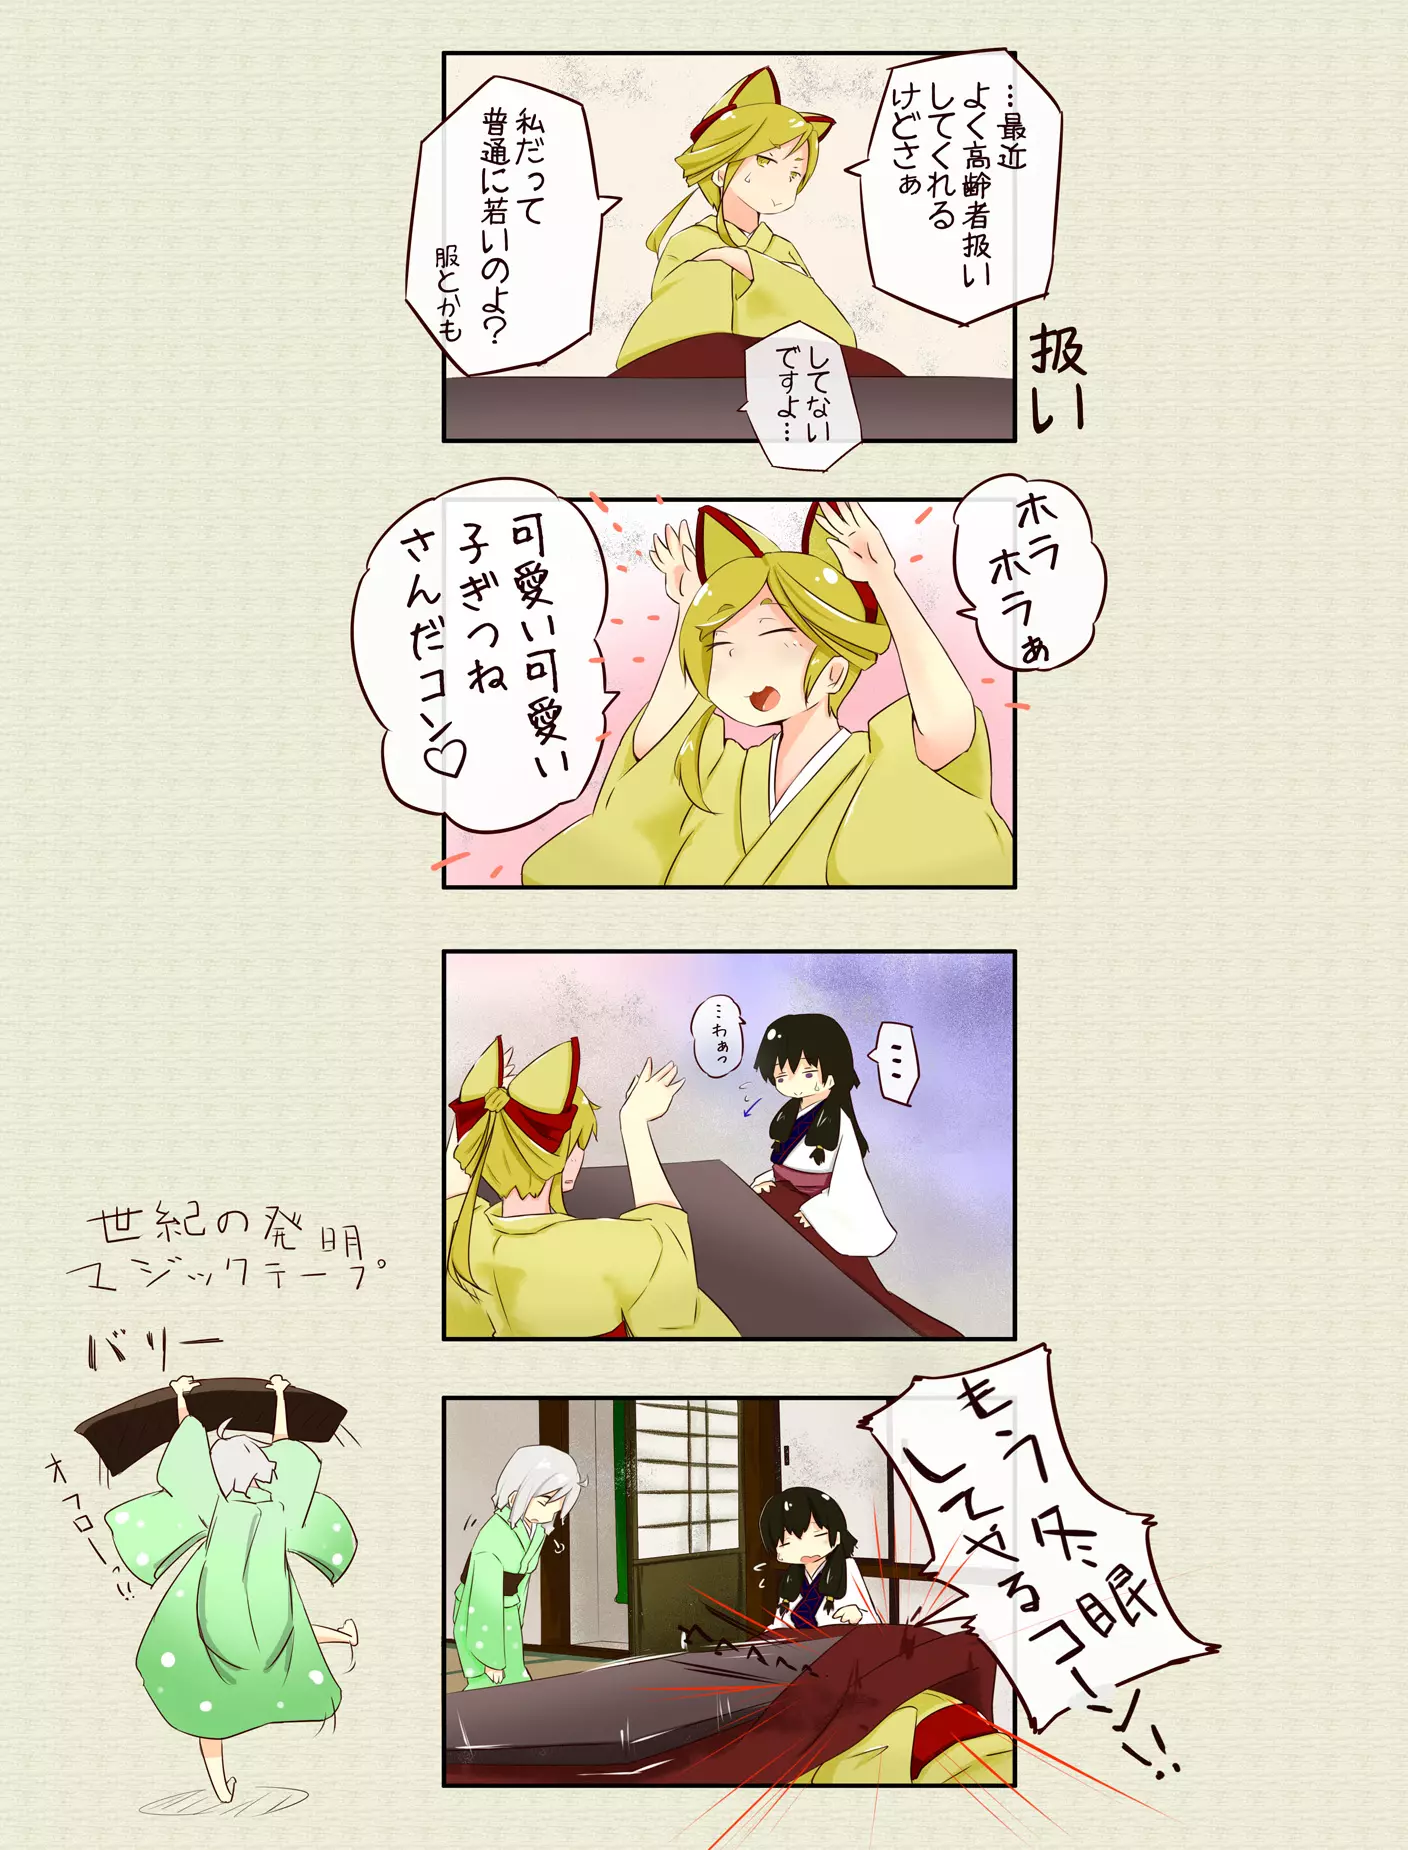 扱い
…最近
よく高齢者扱い
してくれる
けどさぁ
私だって
普通に若いのよ?
服とかも
してない
ですよ…
ホラ
ホラぁ
可愛い可愛い
子ぎつね
さんだコン♡
…
…わぁっ
もう冬眠
してやるコーン!!
世紀の発明
マジックテープ
バリー
オフローっ!!